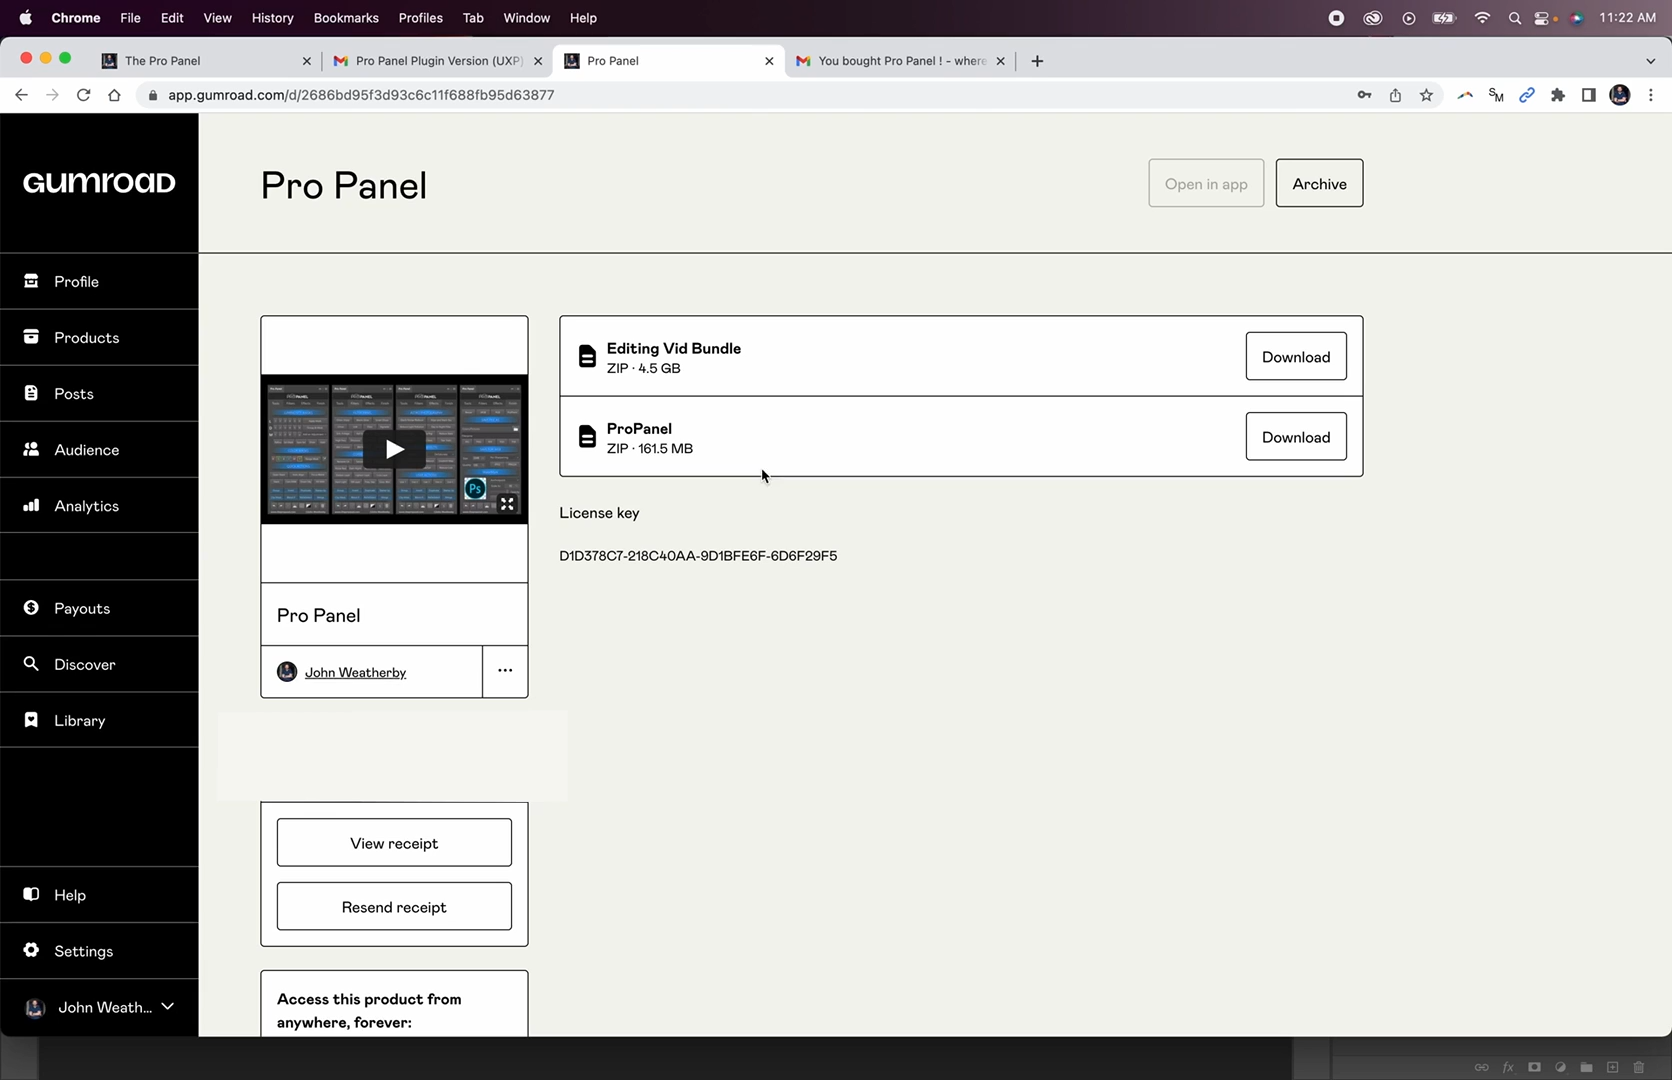 Chrome File Edit View History Bookmarks Profiles Tab Window Help 11:22 AM
The Pro Panel
Pro Panel Plugin Version (UXP)
Pro Panel
You bought Pro Panel ! - where
app.gumroad.com/d/2686bd95f3d93c6c11f688fb95d63877
GUMROAD
Pro Panel
Open in app
Archive
Profile
Products
Posts
Audience
Analytics
Payouts
Discover
Library
Help
Settings
John Weath...
Ps
Pro Panel
John Weatherby
View receipt
Resend receipt
Access this product from
anywhere, forever:
Editing Vid Bundle
ZIP · 4.5 GB
Download
ProPanel
ZIP · 161.5 MB
Download
License key
D1D378C7-218C40AA-9D1BFE6F-6D6F29F5